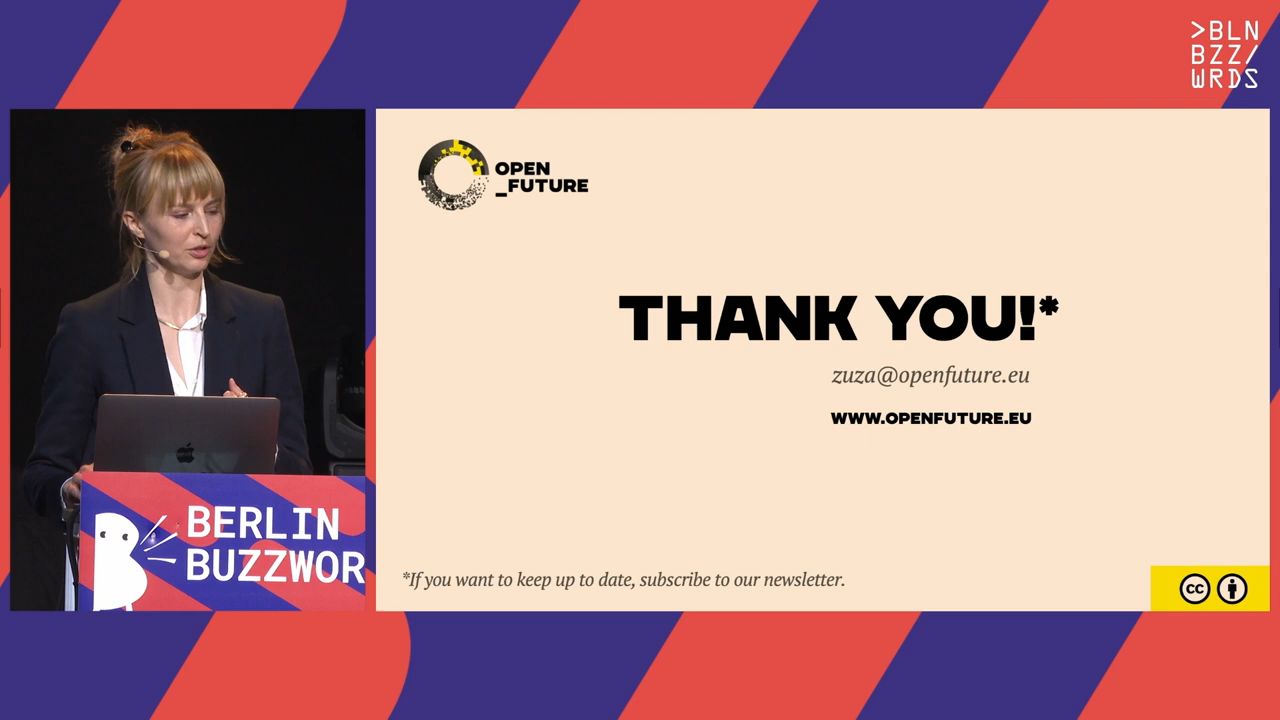 >BLN
BZZ/
WRDS
OPEN
_FUTURE
THANK YOU!*
zuza@openfuture.eu
WWW.OPENFUTURE.EU
BERLIN
BUZZWOR
*If you want to keep up to date, subscribe to our newsletter.
cc